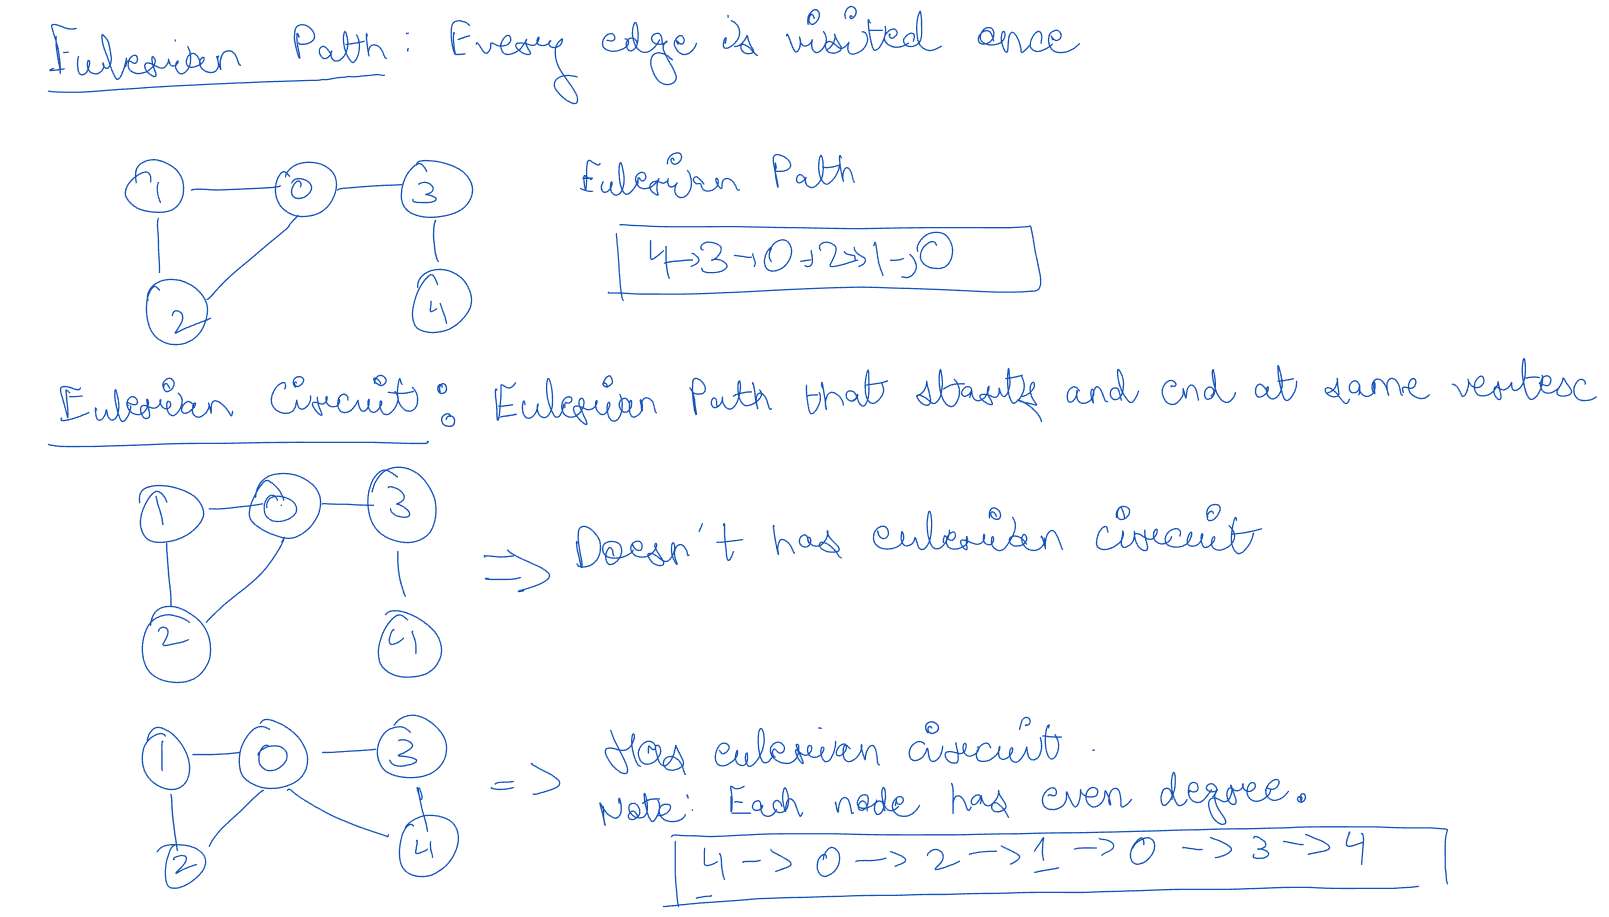 Eulerian Path: Every edge is visited once
1 0 3
Eulerian Path
4->3->0->2->1->0
2 4
Eulerian Circuit: Eulerian Path that starts and end at same vertex
1 0 3
Doesn't has eulerian circuit
=>
2 4
1 0 3
Has eulerian circuit.
=>
Note: Each node has even degree.
2 4
4 -> 0 -> 2 -> 1 -> 0 -> 3 -> 4